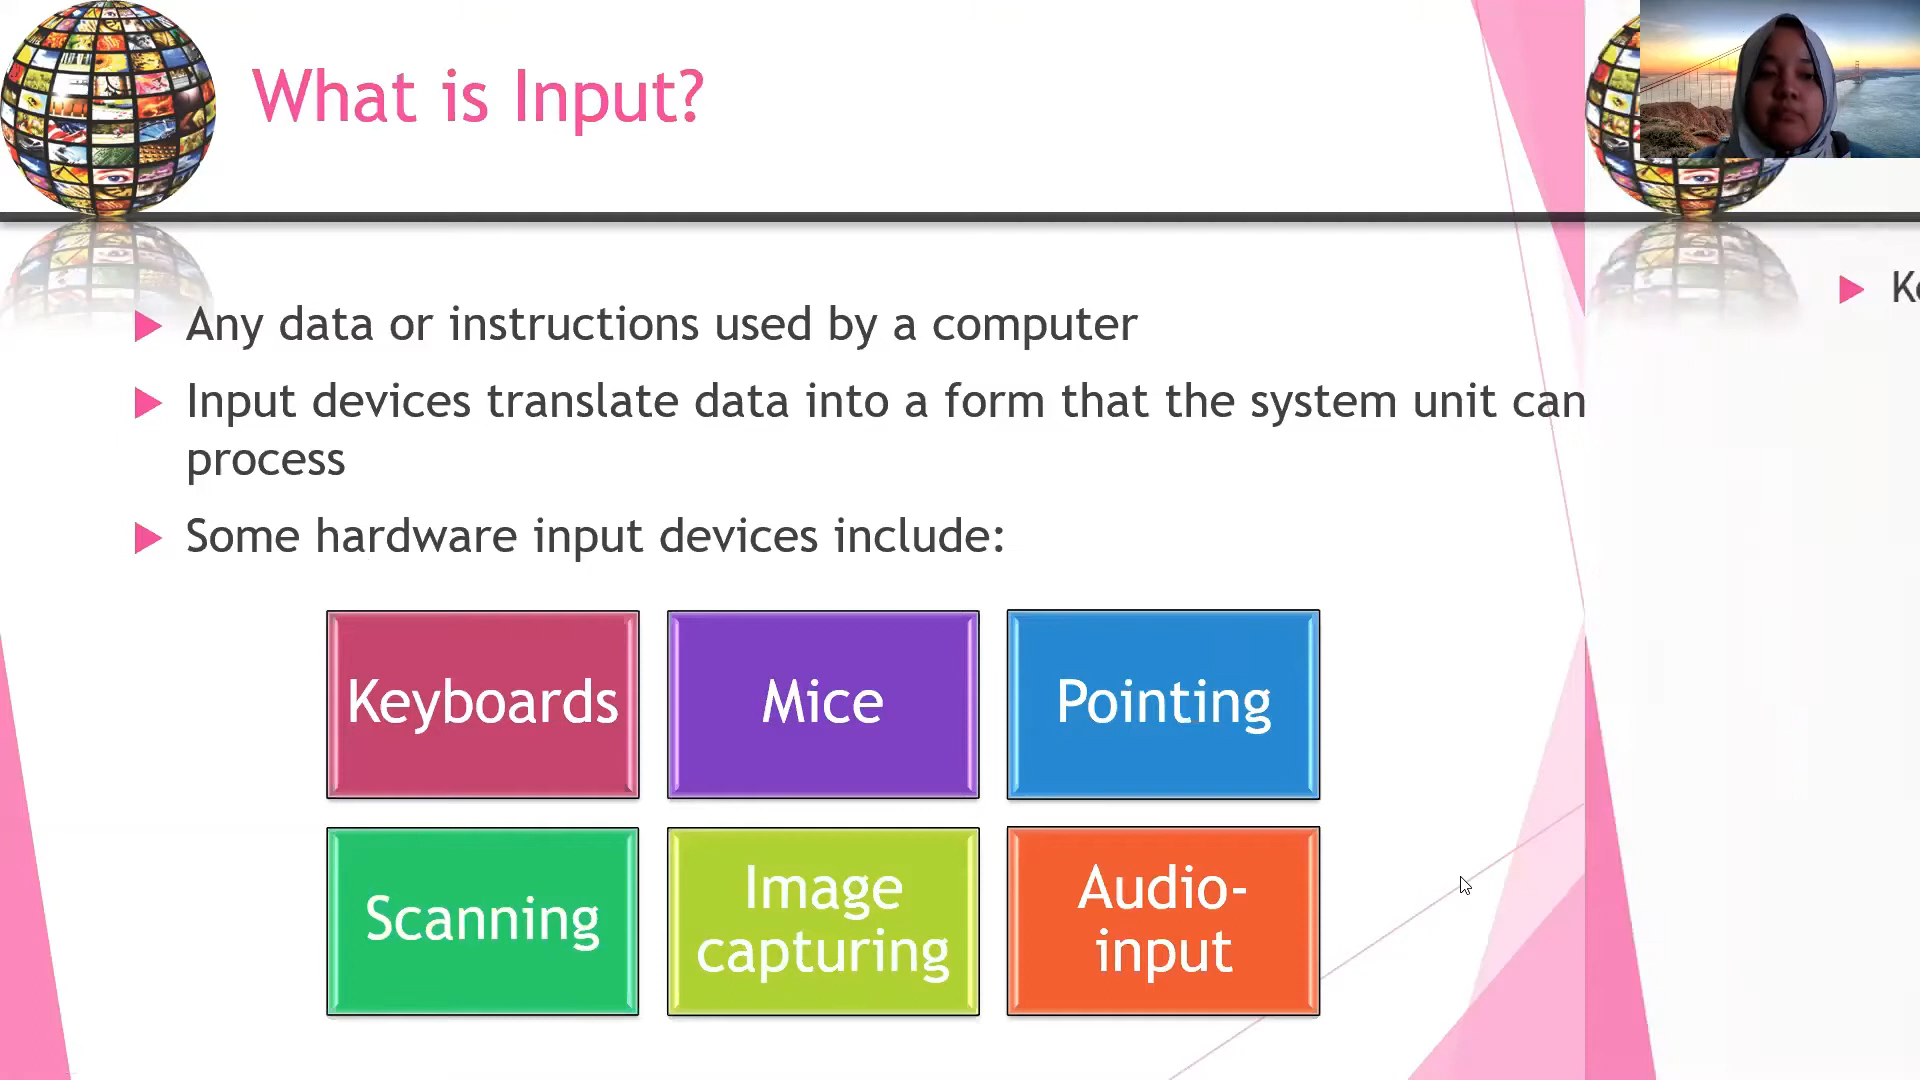 What is Input?
Any data or instructions used by a computer
Input devices translate data into a form that the system unit can
process
Some hardware input devices include:
Keyboards
Mice
Pointing
Scanning
Image
capturing
Audio-
input